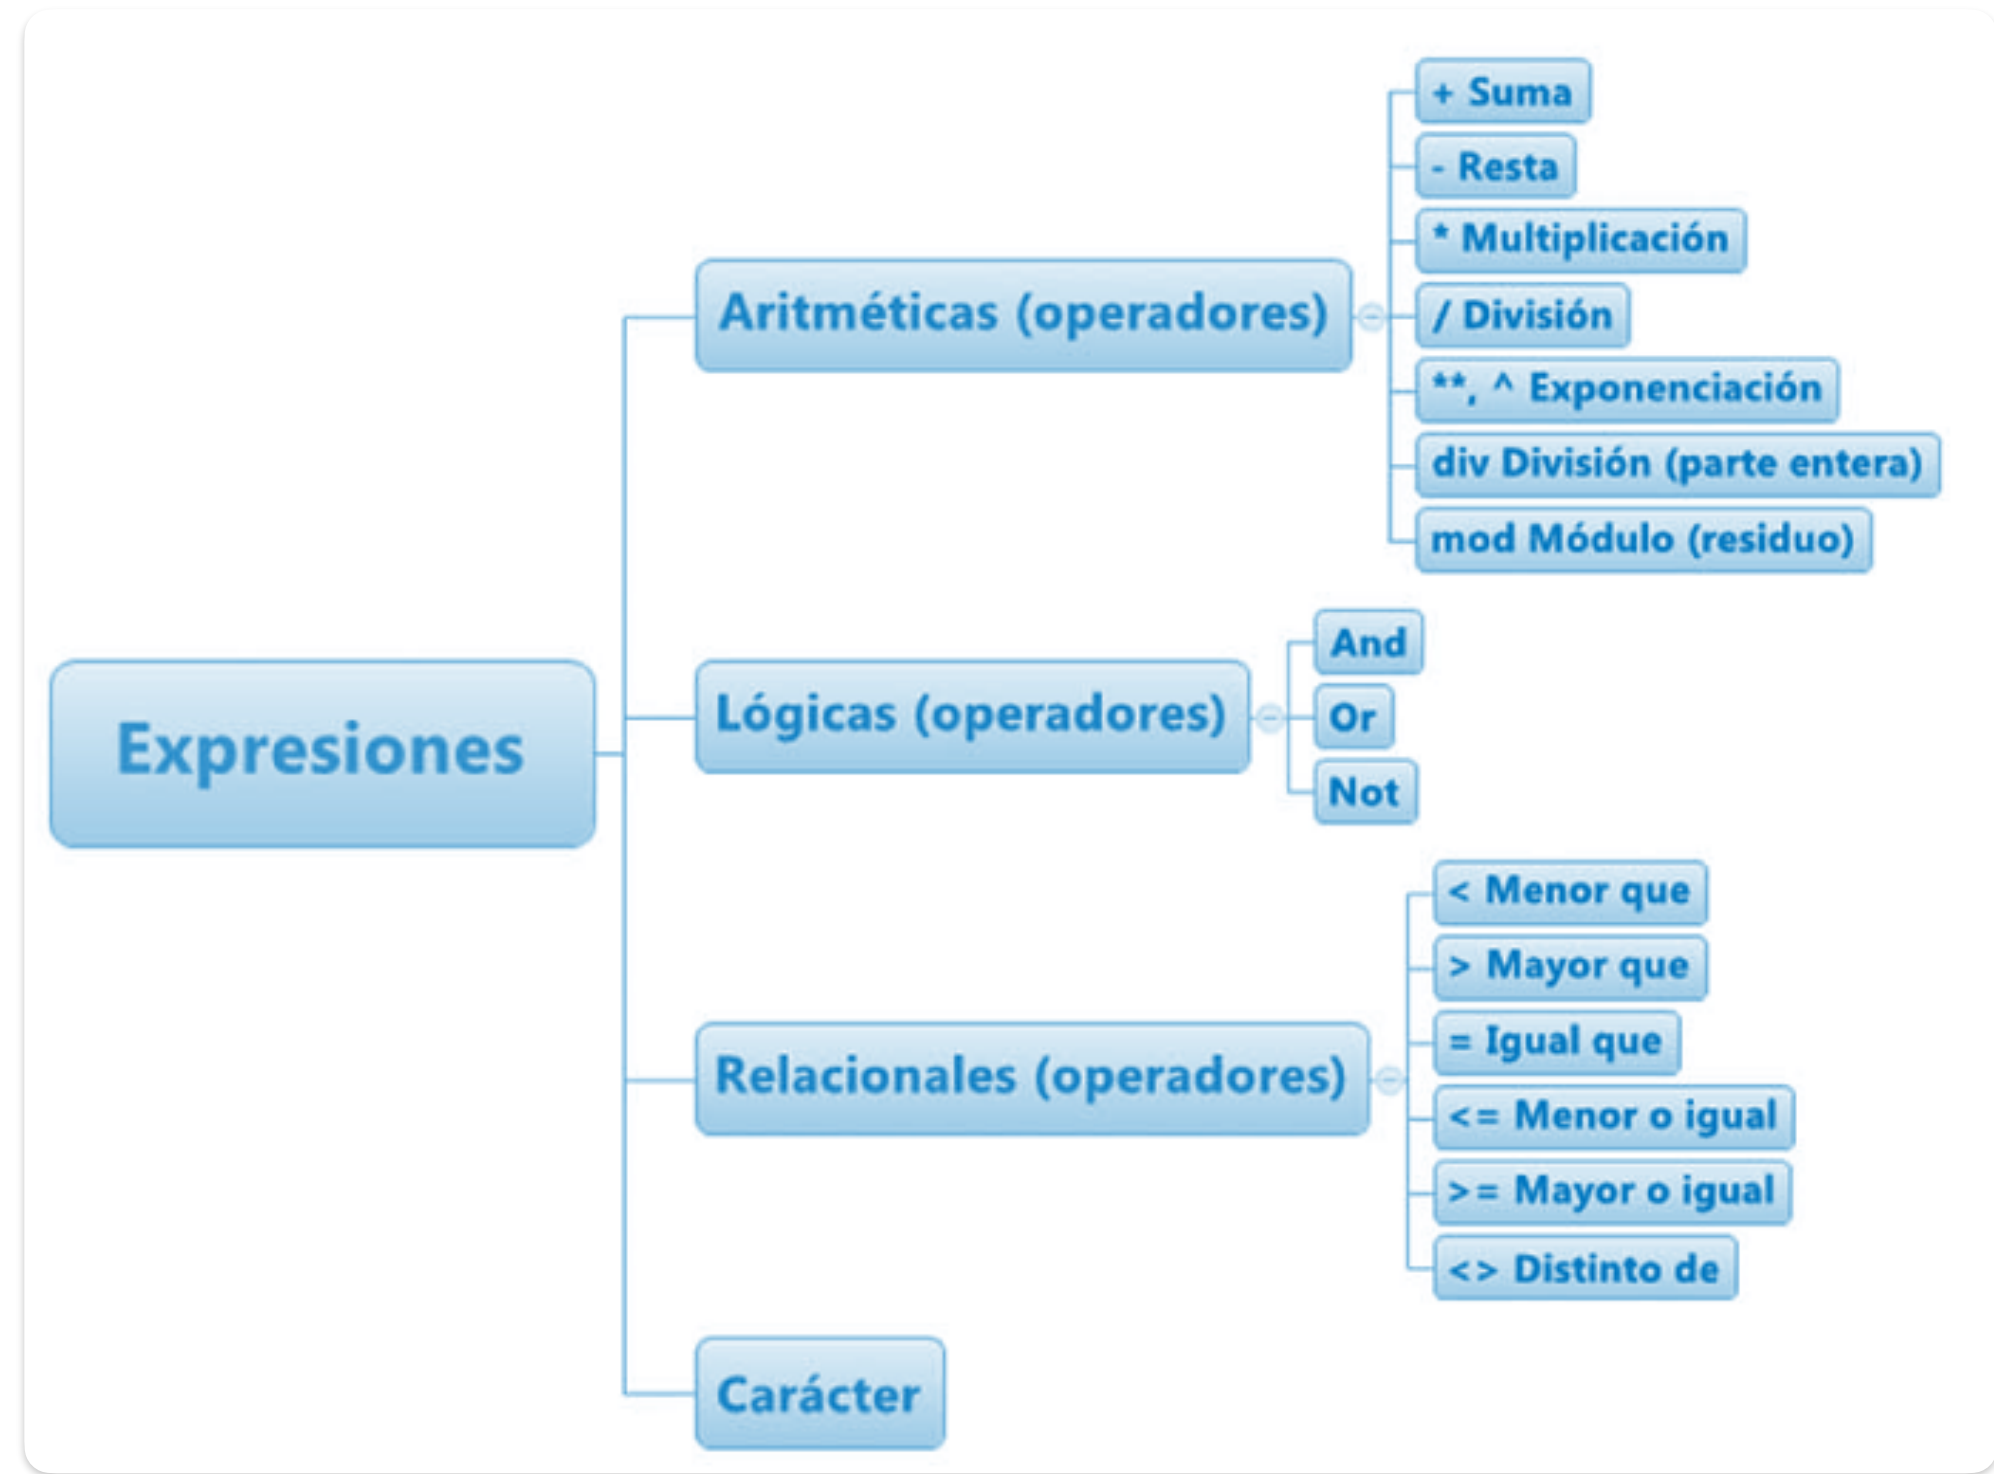 Expresiones
Aritméticas (operadores)
+ Suma
- Resta
* Multiplicación
/ División
**, ^ Exponenciación
div División (parte entera)
mod Módulo (residuo)
Lógicas (operadores)
And
Or
Not
Relacionales (operadores)
< Menor que
> Mayor que
= Igual que
<= Menor o igual
>= Mayor o igual
<> Distinto de
Carácter